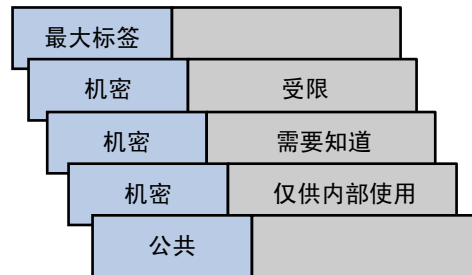 最大标签
机密 受限
机密 需要知道
机密 仅供内部使用
公共